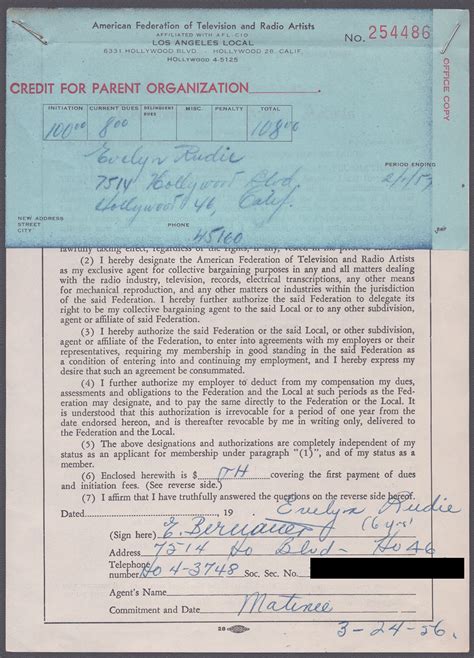 American Federation of Television and Radio Artists
AFFILIATED WITH AFL-CIO
LOS ANGELES LOCAL
6331 HOLLYWOOD BLVD. HOLLYWOOD 28, CALIF.
HOLLYWOOD 4-5125
No. 254486
OFFICE COPY
CREDIT FOR PARENT ORGANIZATION
INITIATION CURRENT DUES DELINQUENT DUES MISC. PENALTY TOTAL
100.00 8.00 108.00
Evelyn Rudie
7514 Hollywood Blvd
Hollywood 46 Calif.
PERIOD ENDING
NEW ADDRESS
STREET
CITY
PHONE
45160
lawfully taxing effect, regardless of the rights, if any,
(2) I hereby designate the American Federation of Television and Radio Artists
as my exclusive agent for collective bargaining purposes in any and all matters dealing
with the radio industry, television, records, electrical transcriptions, any other means
for mechanical reproduction, and any other matters or industries within the jurisdiction
of the said Federation. I hereby further authorize the said Federation to delegate its
right to be my collective bargaining agent to the said Local or to any other subdivision,
agent or affiliate of said Federation.
(3) I hereby authorize the said Federation or the said Local, or other subdivision,
agent or affiliate of the Federation, to enter into agreements with my employers or their
representatives, requiring my membership in good standing in the said Federation as
a condition of entering into and continuing my employment, and I hereby express my
desire that such an agreement be consummated.
(4) I further authorize my employer to deduct from my compensation my dues,
assessments and obligations to the Federation and the Local at such periods as the Fed-
eration may designate, and to pay the same directly to the Federation or the Local. It
is understood that this authorization is irrevocable for a period of one year from the
date endorsed hereon, and is thereafter revocable by me in writing only, delivered to
the Federation and the Local.
(5) The above designations and authorizations are completely independent of my
status as an applicant for membership under paragraph "(1)", and of my status as a
member.
(6) Enclosed herewith is $ covering the first payment of dues
and initiation fees. (See reverse side.)
(7) I affirm that I have truthfully answered the questions on the reverse side hereof.
Dated 19 Evelyn Rudie
(Sign here) E. Bernauer (6 yrs)
Address 7514 Ho Blvd - Ho 46
Telephone number Ho 4-3748 Soc. Sec. No.
Agent's Name
Commitment and Date Matinee
28
3-24-56